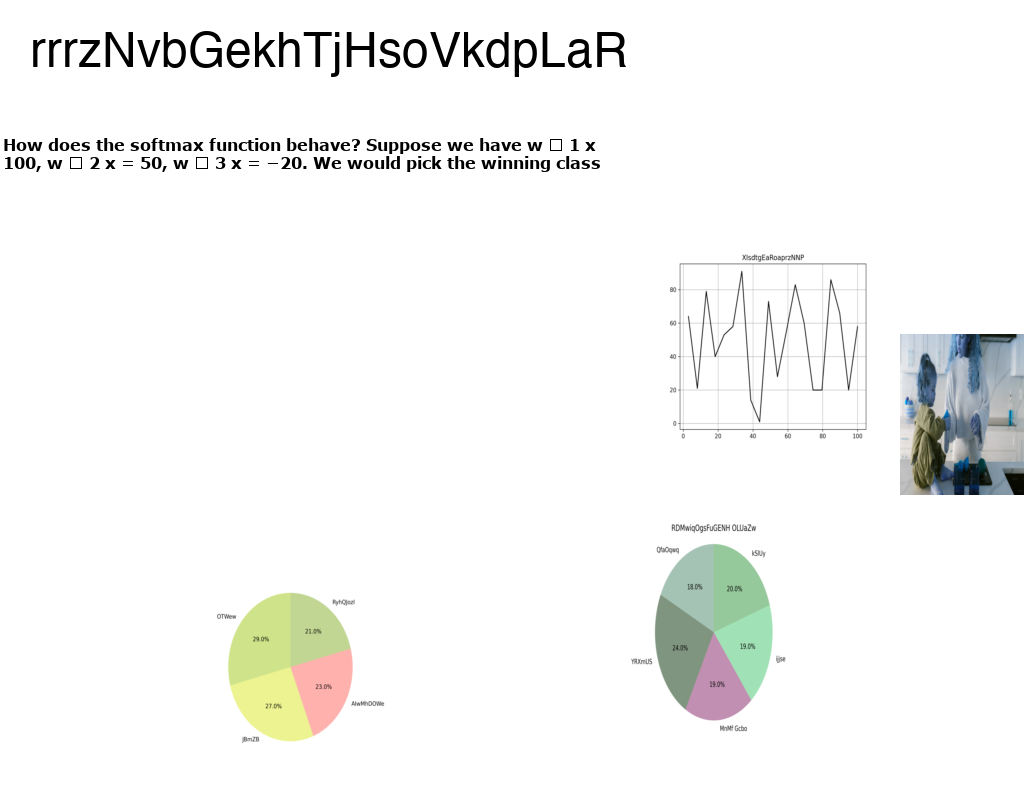 rrrzNvbGekhTjHsoVkdpLaR
How does the softmax function behave? Suppose we have w □ 1 x
100, w □ 2 x = 50, w □ 3 x = −20. We would pick the winning class
XlsdtgEaRoaprzNNP
80
60
40
20
0
0 20 40 60 80 100
RDMwiqOgsFuGENH OLUaZw
QfaOqwq
kSlUy
18.0%
20.0%
24.0%
19.0%
YRXmUS
ijjse
19.0%
MnMf Gcbo
RyhQJozl
OTWew
21.0%
29.0%
23.0%
27.0%
AlwMhDOWe
JBmZB